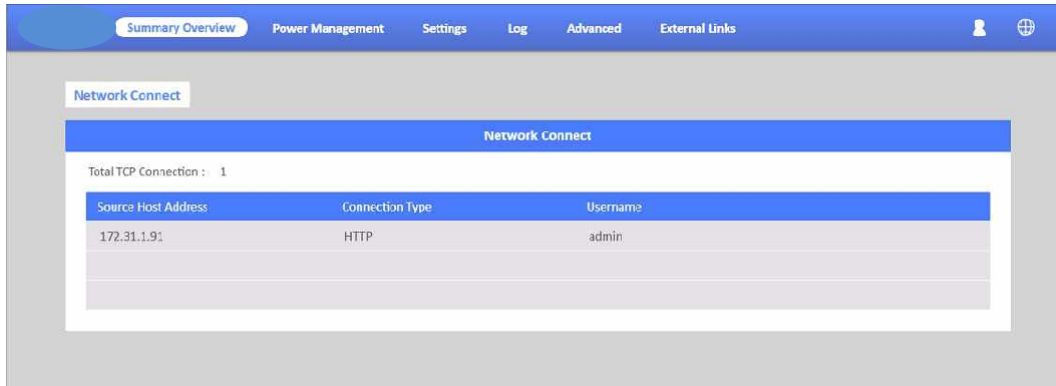 Summary Overview Power Management Settings Log Advanced External Links
Network Connect
Network Connect
Total TCP Connection : 1
Source Host Address Connection Type Username
172.31.1.91 HTTP admin